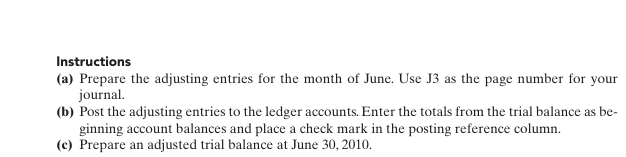 Instructions
(a) Prepare the adjusting entries for the month of June. Use J3 as the page number for your
journal.
(b) Post the adjusting entries to the ledger accounts. Enter the totals from the trial balance as be-
ginning account balances and place a check mark in the posting reference column.
(c) Prepare an adjusted trial balance at June 30, 2010.